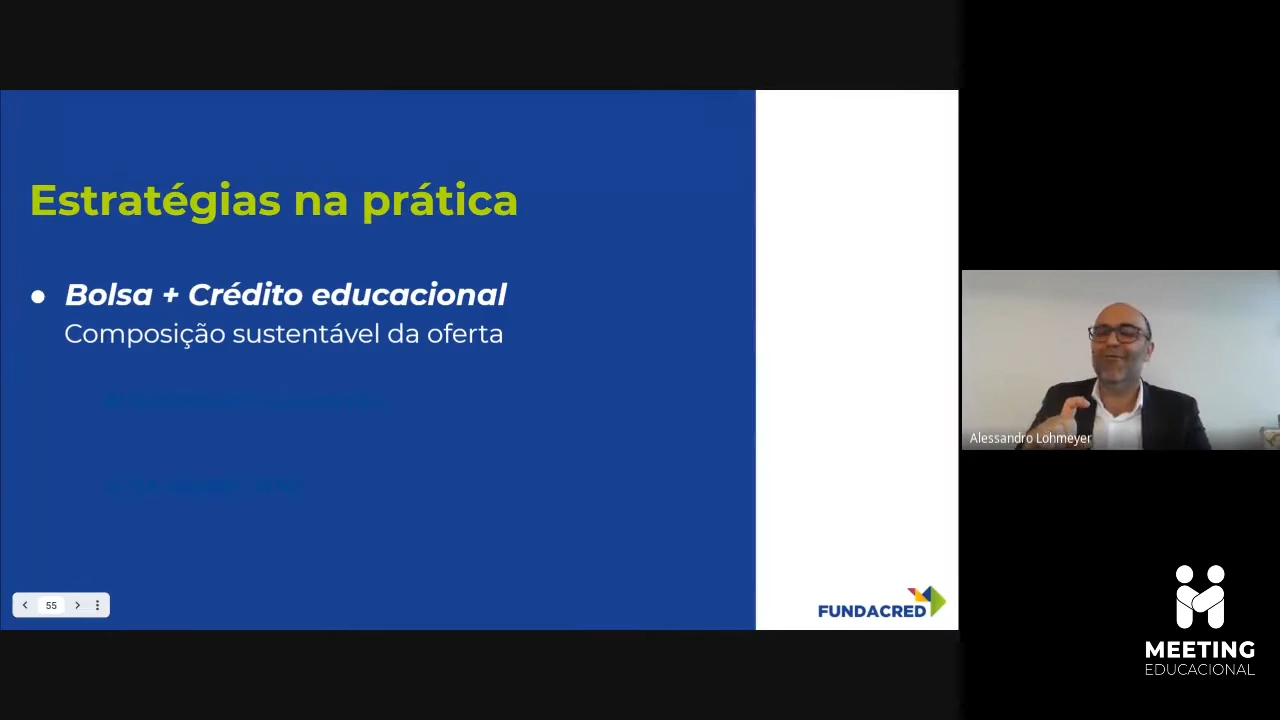 Estratégias na prática
● Bolsa + Crédito educacional
Composição sustentável da oferta
55
FUNDACRED
Alessandro Lohmeyer
MEETING
EDUCACIONAL